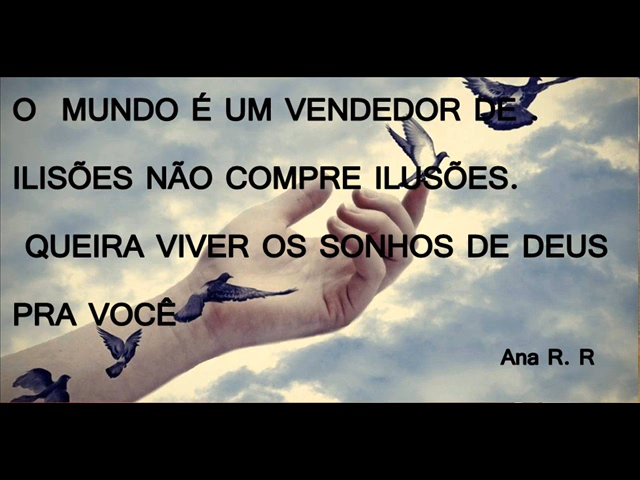 O MUNDO É UM VENDEDOR DE .
ILISÕES NÃO COMPRE ILUSÕES.
QUEIRA VIVER OS SONHOS DE DEUS
PRA VOCÊ
Ana R. R